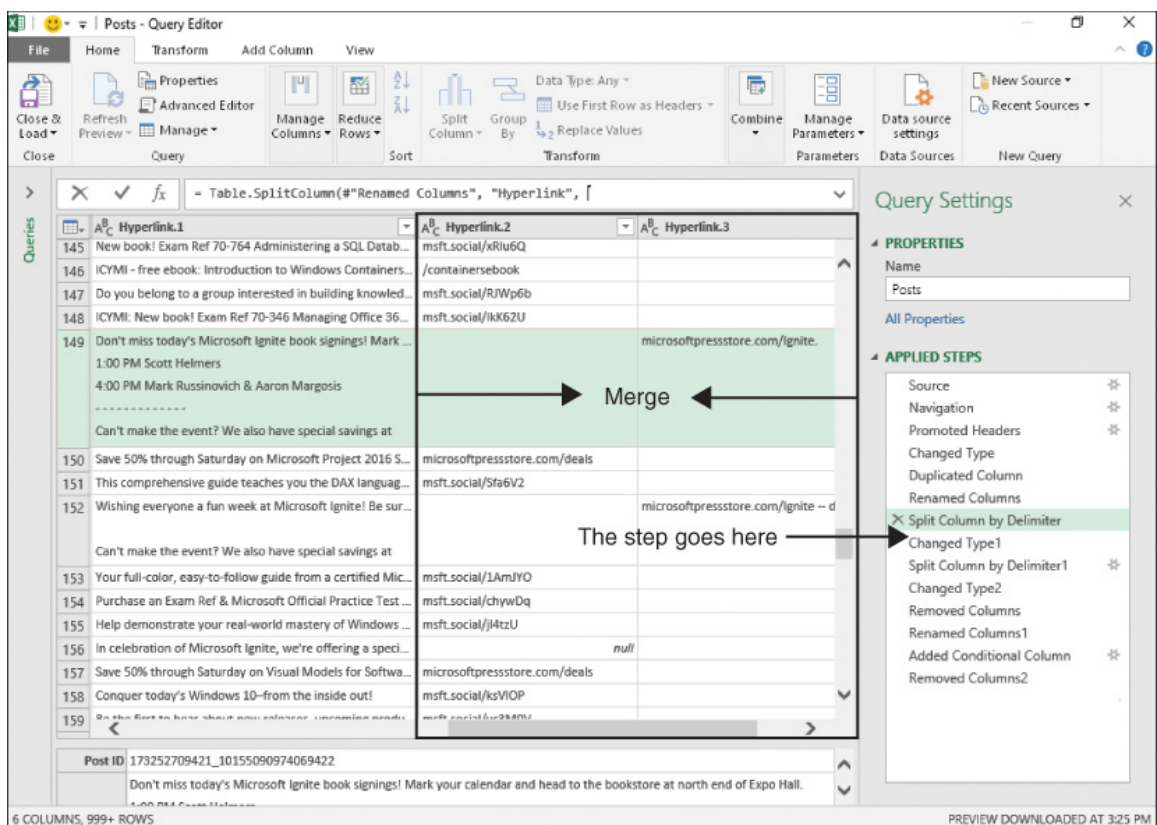 Posts - Query Editor
File Home Transform Add Column View
Close & Load
Refresh Preview
Properties
Advanced Editor
Manage
Manage Columns
Reduce Rows
Split Column
Group By
Data Type: Any
Use First Row as Headers
Replace Values
Combine
Manage Parameters
Data source settings
New Source
Recent Sources
Close Query Sort Transform Parameters Data Sources New Query
fx = Table.SplitColumn(#"Renamed Columns", "Hyperlink", [
Queries
Hyperlink.1 Hyperlink.2 Hyperlink.3
145 New book! Exam Ref 70-764 Administering a SQL Datab... msft.social/xRlu6Q
146 ICYMI - free ebook: Introduction to Windows Containers... /containersebook
147 Do you belong to a group interested in building knowled... msft.social/RJWp6b
148 ICYMI: New book! Exam Ref 70-346 Managing Office 36... msft.social/IkK62U
149 Don't miss today's Microsoft Ignite book signings! Mark ... microsoftpressstore.com/Ignite.
1:00 PM Scott Helmers
4:00 PM Mark Russinovich & Aaron Margosis
Merge
- - - - - - - - - - - - -
Can't make the event? We also have special savings at
150 Save 50% through Saturday on Microsoft Project 2016 S... microsoftpressstore.com/deals
151 This comprehensive guide teaches you the DAX languag... msft.social/Sfa6V2
152 Wishing everyone a fun week at Microsoft Ignite! Be sur... microsoftpressstore.com/Ignite -- d
The step goes here
Can't make the event? We also have special savings at
153 Your full-color, easy-to-follow guide from a certified Mic... msft.social/1AmJYO
154 Purchase an Exam Ref & Microsoft Official Practice Test ... msft.social/chywDq
155 Help demonstrate your real-world mastery of Windows ... msft.social/jI4tzU
156 In celebration of Microsoft Ignite, we're offering a speci... null
157 Save 50% through Saturday on Visual Models for Softwa... microsoftpressstore.com/deals
158 Conquer today's Windows 10–from the inside out! msft.social/ksVIOP
159
Post ID 173252709421_10155090974069422
Don't miss today's Microsoft Ignite book signings! Mark your calendar and head to the bookstore at north end of Expo Hall.
Query Settings
PROPERTIES
Name
Posts
All Properties
APPLIED STEPS
Source
Navigation
Promoted Headers
Changed Type
Duplicated Column
Renamed Columns
Split Column by Delimiter
Changed Type1
Split Column by Delimiter1
Changed Type2
Removed Columns
Renamed Columns1
Added Conditional Column
Removed Columns2
6 COLUMNS, 999+ ROWS
PREVIEW DOWNLOADED AT 3:25 PM